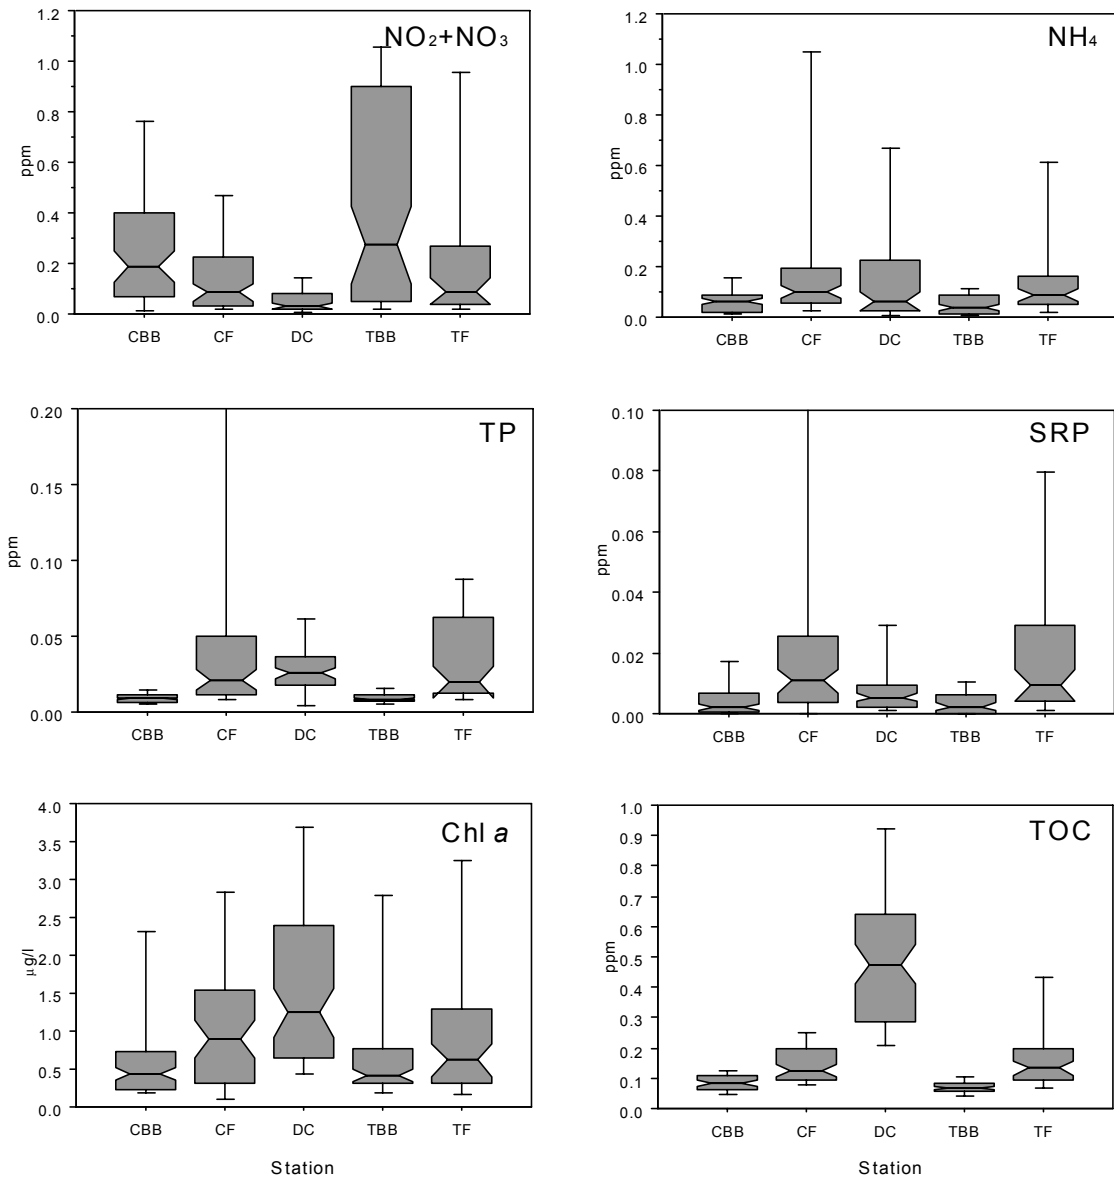 1.2
1.0
0.8
0.6
0.4
0.2
0.0
ppm
NO₂+NO₃
CBB CF DC TBB TF
1.2
1.0
0.8
0.6
0.4
0.2
0.0
ppm
NH₄
CBB CF DC TBB TF
0.20
0.15
0.10
0.05
0.00
ppm
TP
CBB CF DC TBB TF
0.10
0.08
0.06
0.04
0.02
0.00
ppm
SRP
CBB CF DC TBB TF
4.0
3.5
3.0
2.5
2.0
1.5
1.0
0.5
0.0
µg/l
Chl a
CBB CF DC TBB TF
Station
1.0
0.9
0.8
0.7
0.6
0.5
0.4
0.3
0.2
0.1
0.0
ppm
TOC
CBB CF DC TBB TF
Station